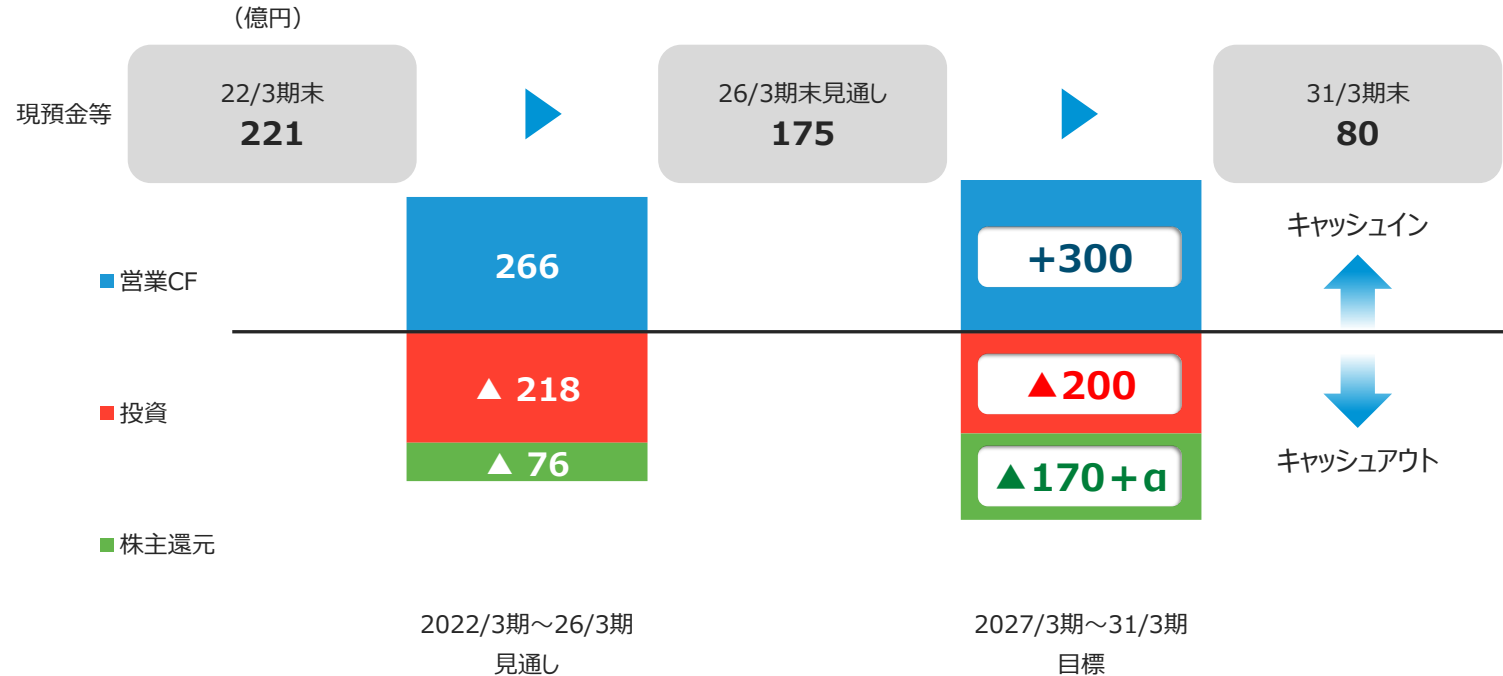 （億円）
現預金等
22/3期末
221
26/3期末見通し
175
31/3期末
80
■営業CF
266
+300
キャッシュイン
■投資
▲ 218
▲200
キャッシュアウト
▲ 76
▲170+α
■株主還元
2022/3期～26/3期
見通し
2027/3期～31/3期
目標